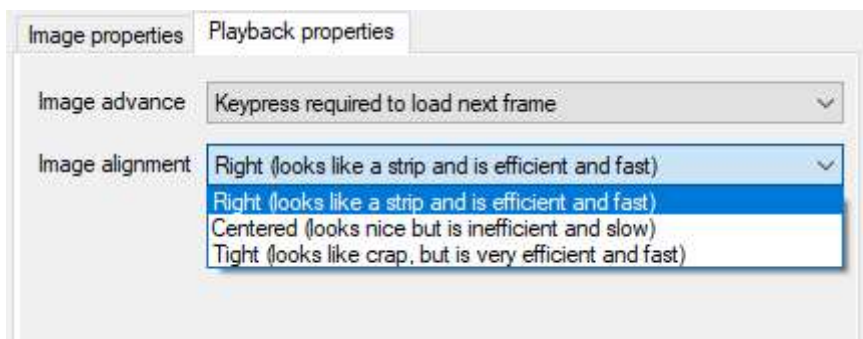 Image properties Playback properties
Image advance Keypress required to load next frame
Image alignment Right (looks like a strip and is efficient and fast)
Right (looks like a strip and is efficient and fast)
Centered (looks nice but is inefficient and slow)
Tight (looks like crap, but is very efficient and fast)